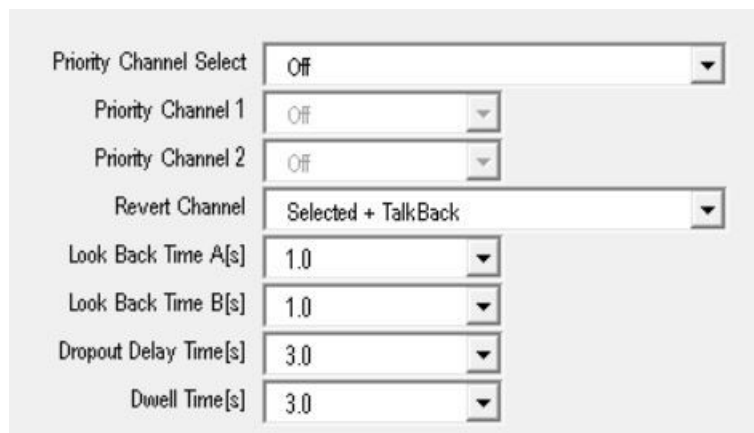 Priority Channel Select Off
Priority Channel 1 Off
Priority Channel 2 Off
Revert Channel Selected + TalkBack
Look Back Time A[s] 1.0
Look Back Time B[s] 1.0
Dropout Delay Time[s] 3.0
Dwell Time[s] 3.0